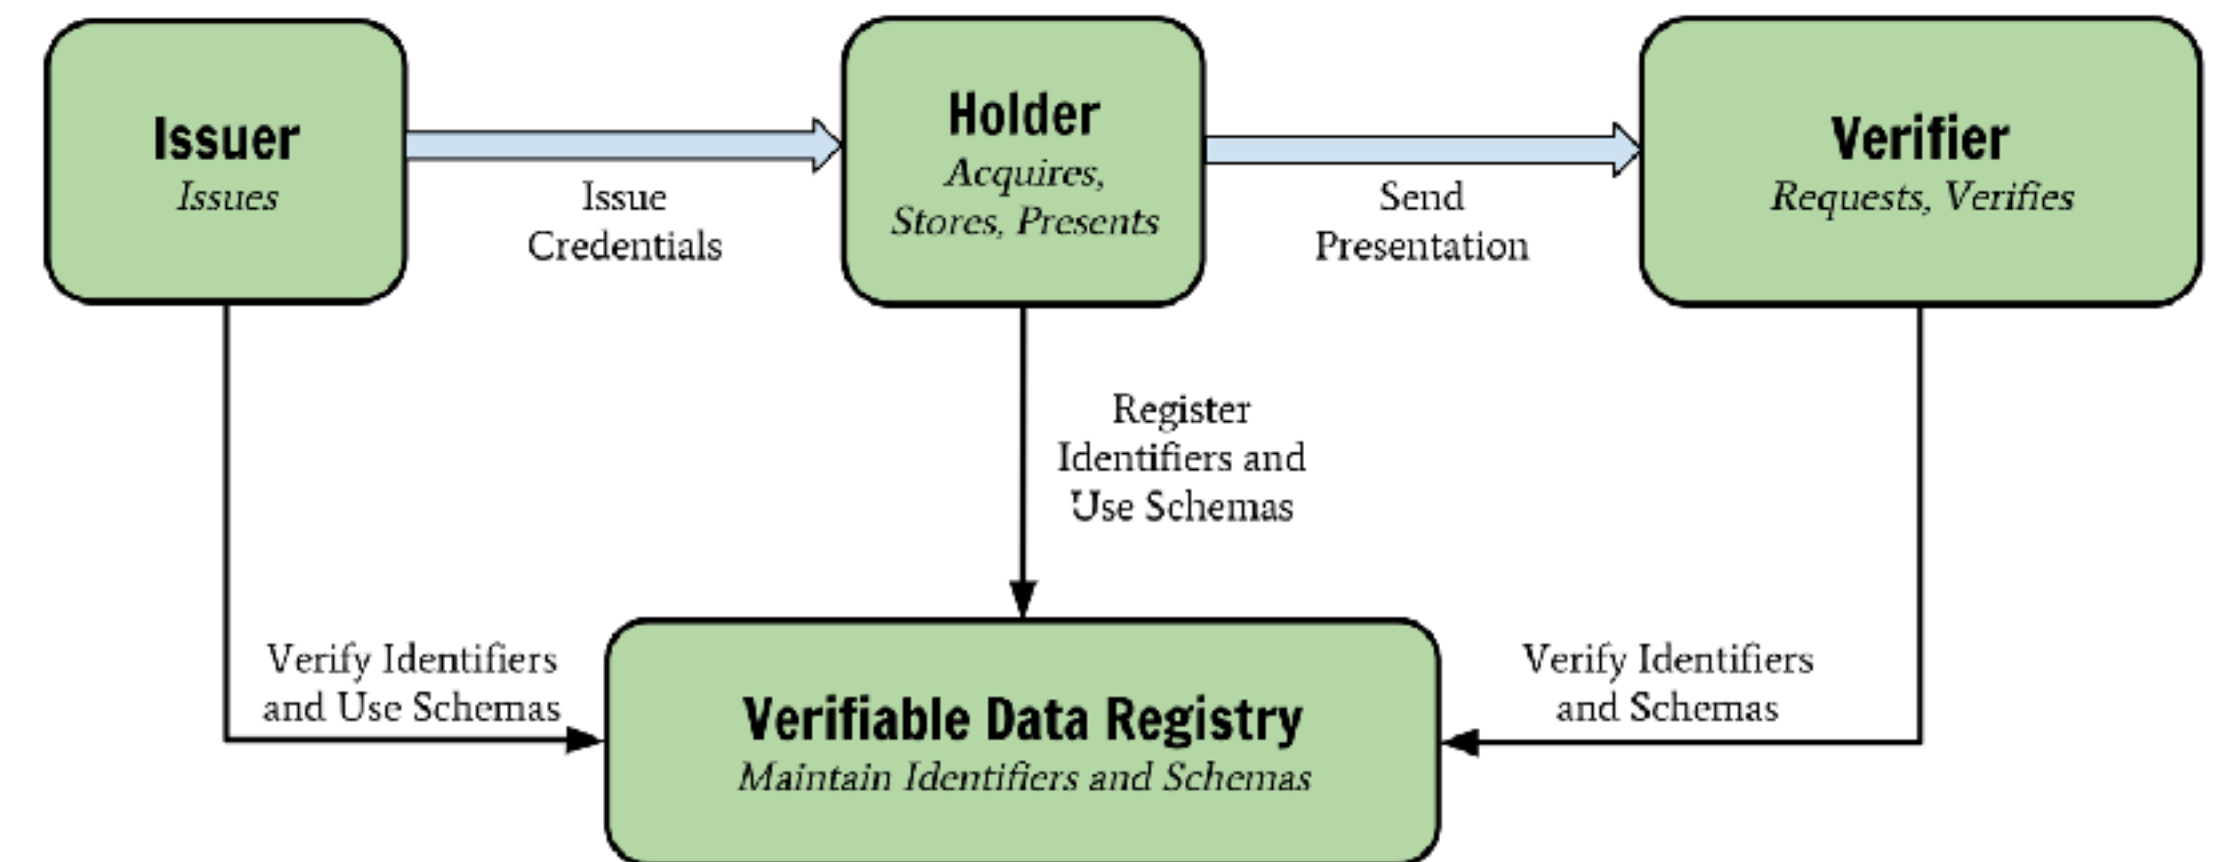 Issuer
Issues
Issue
Credentials
Holder
Acquires,
Stores, Presents
Send
Presentation
Verifier
Requests, Verifies
Register
Identifiers and
Use Schemas
Verify Identifiers
and Use Schemas
Verifiable Data Registry
Maintain Identifiers and Schemas
Verify Identifiers
and Schemas